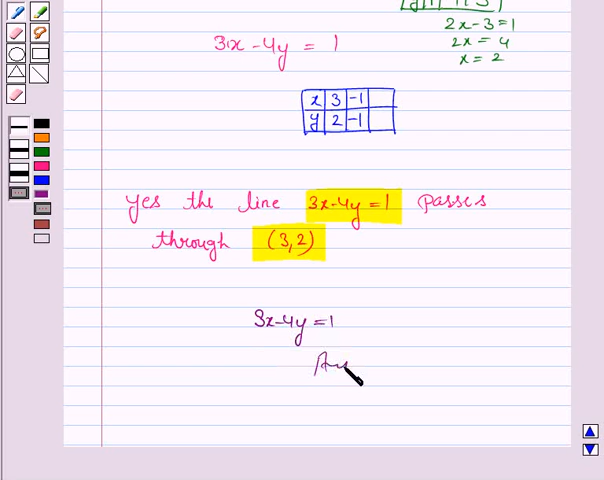 2x-3=1
2x=4
x=2
3x-4y=1
x 3 -1
y 2 -1
yes the line 3x-4y=1 passes
through (3,2)
3x-4y=1